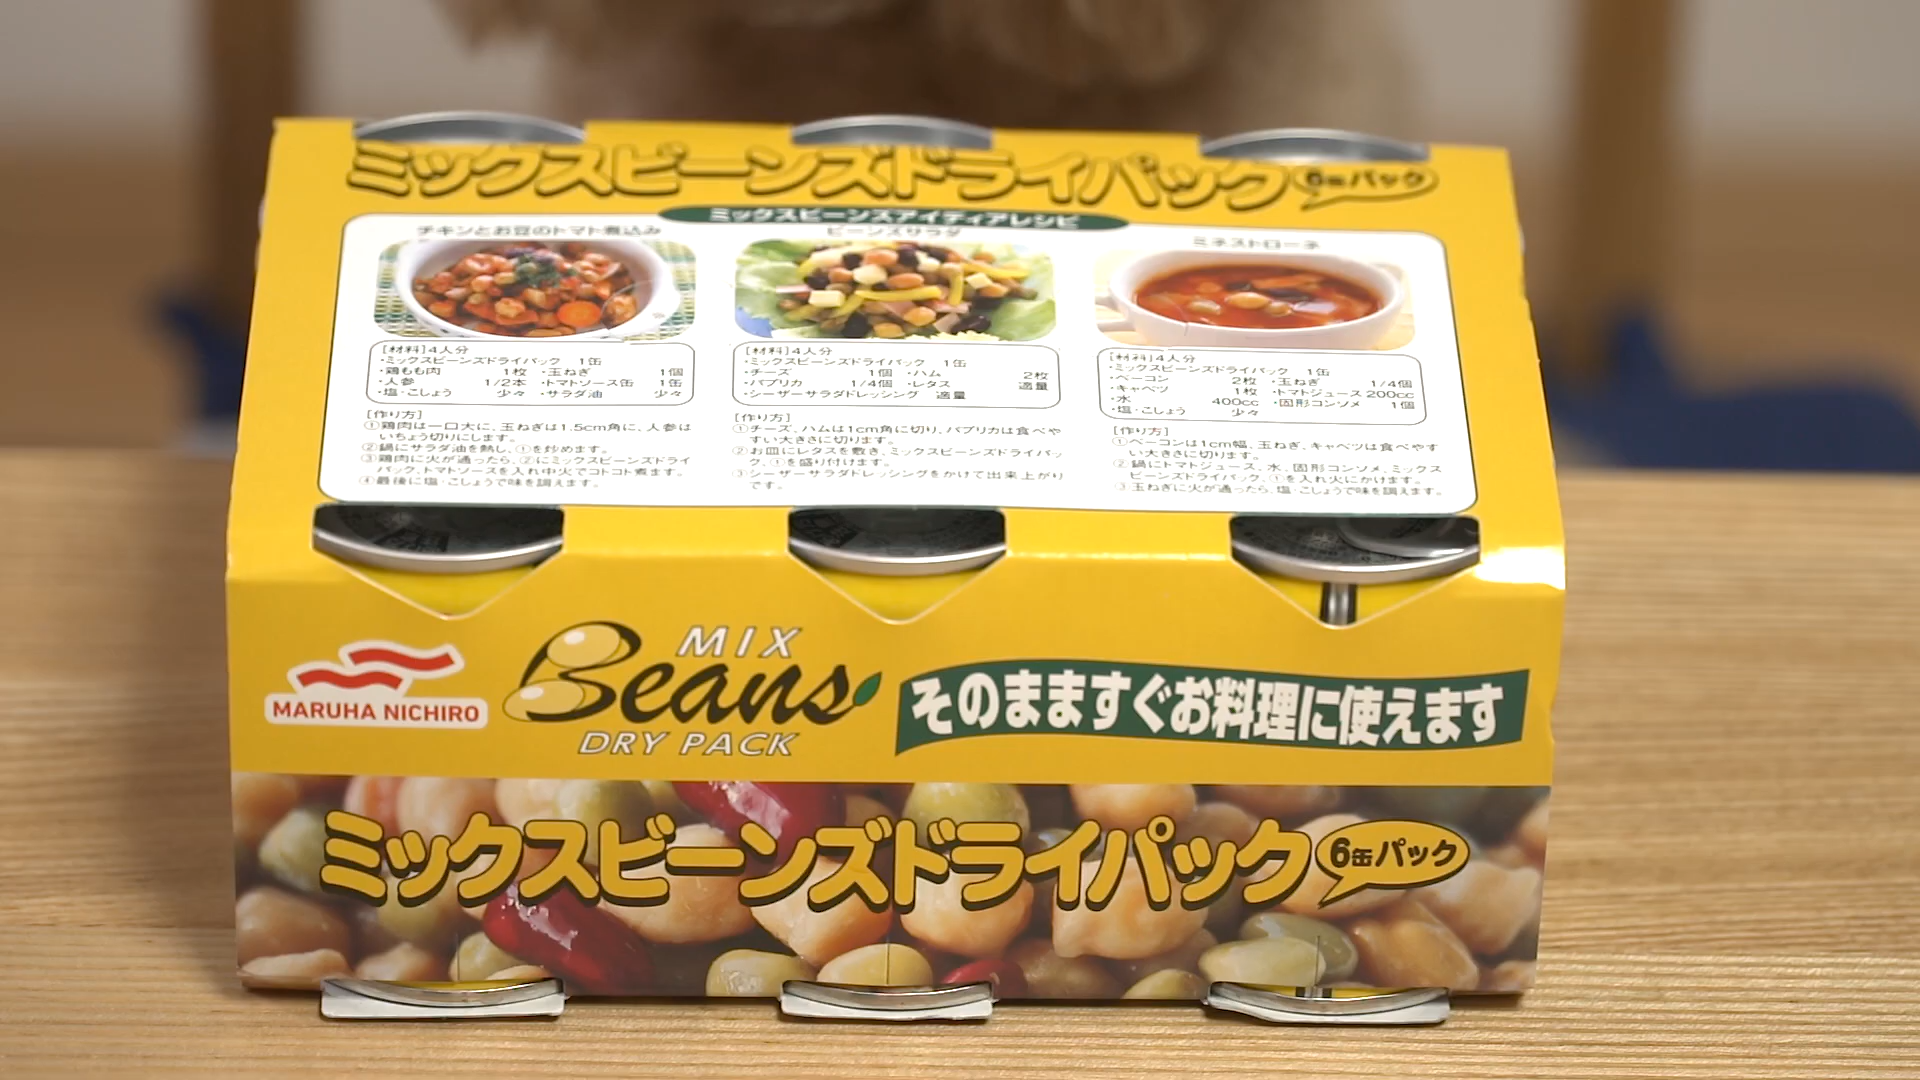 ミックスビーンズドライパック 6缶パック
ミックスビーンズアイディアレシピ
チキンとお豆のトマト煮込み
[材料]4人分
・ミックスビーンズドライパック 1缶
・鶏もも肉 1枚 ・玉ねぎ 1個
・人参 1/2本 ・トマトソース缶 1缶
・塩・こしょう 少々 ・サラダ油 少々
[作り方]
①鶏肉は一口大に、玉ねぎは1.5cm角に、人参は
いちょう切りにします。
②鍋にサラダ油を熱し、①を炒めます。
③鶏肉に火が通ったら、②にミックスビーンズドライ
パック、トマトソースを入れ中火でコトコト煮ます。
④最後に塩・こしょうで味を調えます。
ビーンズサラダ
[材料]4人分
・ミックスビーンズドライパック 1缶
・チーズ 1個 ・ハム 2枚
・パプリカ 1/4個 ・レタス 適量
・シーザーサラダドレッシング 適量
[作り方]
①チーズ、ハムは1cm角に切り、パプリカは食べや
すい大きさに切ります。
②お皿にレタスを敷き、ミックスビーンズドライパッ
ク、①を盛り付けます。
③シーザーサラダドレッシングをかけて出来上がり
です。
ミネストローネ
[材料]4人分
・ミックスビーンズドライパック 1缶
・ベーコン 2枚 ・玉ねぎ 1/4個
・キャベツ 1枚 ・トマトジュース 200cc
・水 400cc ・固形コンソメ 1個
・塩・こしょう 少々
[作り方]
①ベーコンは1cm幅、玉ねぎ、キャベツは食べやす
い大きさに切ります。
②鍋にトマトジュース、水、固形コンソメ、ミックス
ビーンズドライパック、①を入れ火にかけます。
③玉ねぎに火が通ったら、塩・こしょうで味を調えます。
MARUHA NICHIRO
MIX
Beans
DRY PACK
そのまますぐお料理に使えます
ミックスビーンズドライパック 6缶パック